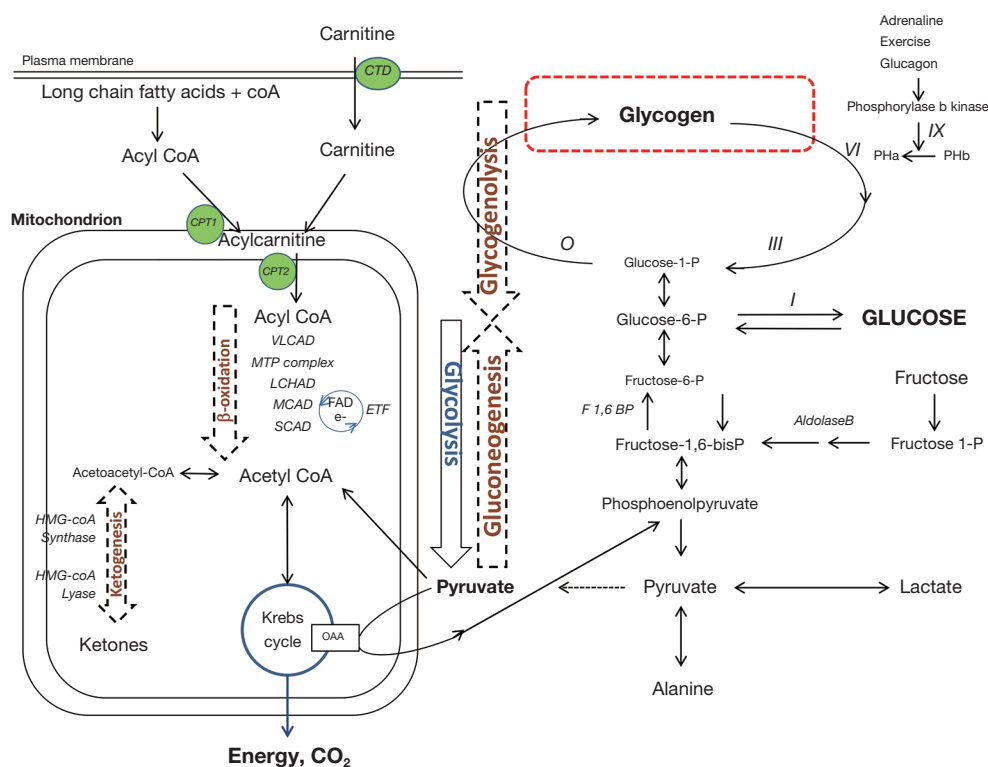 Carnitine
Plasma membrane
CTD
Long chain fatty acids + coA
Acyl CoA
Carnitine
Mitochondrion
CPT1
Acylcarnitine
CPT2
Acyl CoA
VLCAD
MTP complex
LCHAD
MCAD
SCAD
FAD
e-
ETF
β-oxidation
Acetoacetyl-CoA
Acetyl CoA
HMG-coA
Synthase
HMG-coA
Lyase
Ketogenesis
Ketones
Krebs
cycle
OAA
Energy, CO₂
Glycogenolysis
Glycolysis
Gluconeogenesis
Pyruvate
Adrenaline
Exercise
Glucagon
Phosphorylase b kinase
IX
PHa
PHb
Glycogen
VI
O
III
Glucose-1-P
Glucose-6-P
I
GLUCOSE
Fructose-6-P
Fructose
F 1,6 BP
AldolaseB
Fructose-1,6-bisP
Fructose 1-P
Phosphoenolpyruvate
Pyruvate
Lactate
Alanine